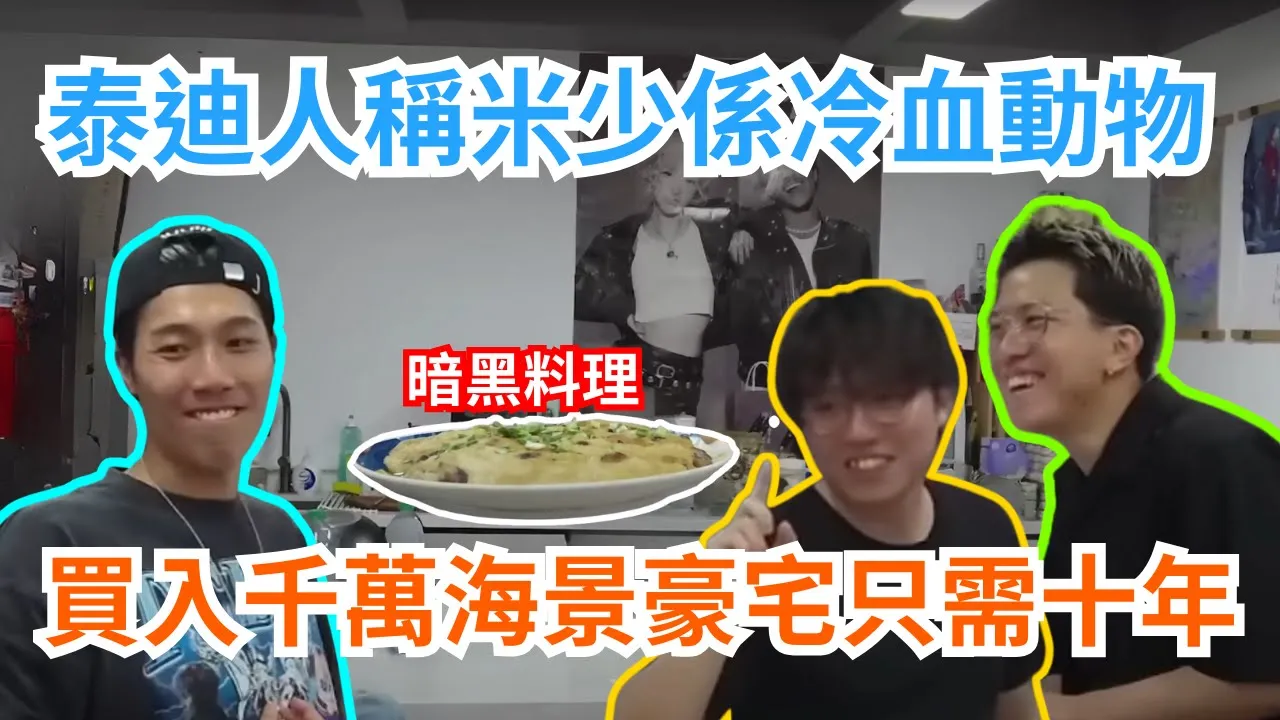 泰迪人稱米少係冷血動物
暗黑料理
買入千萬海景豪宅只需十年